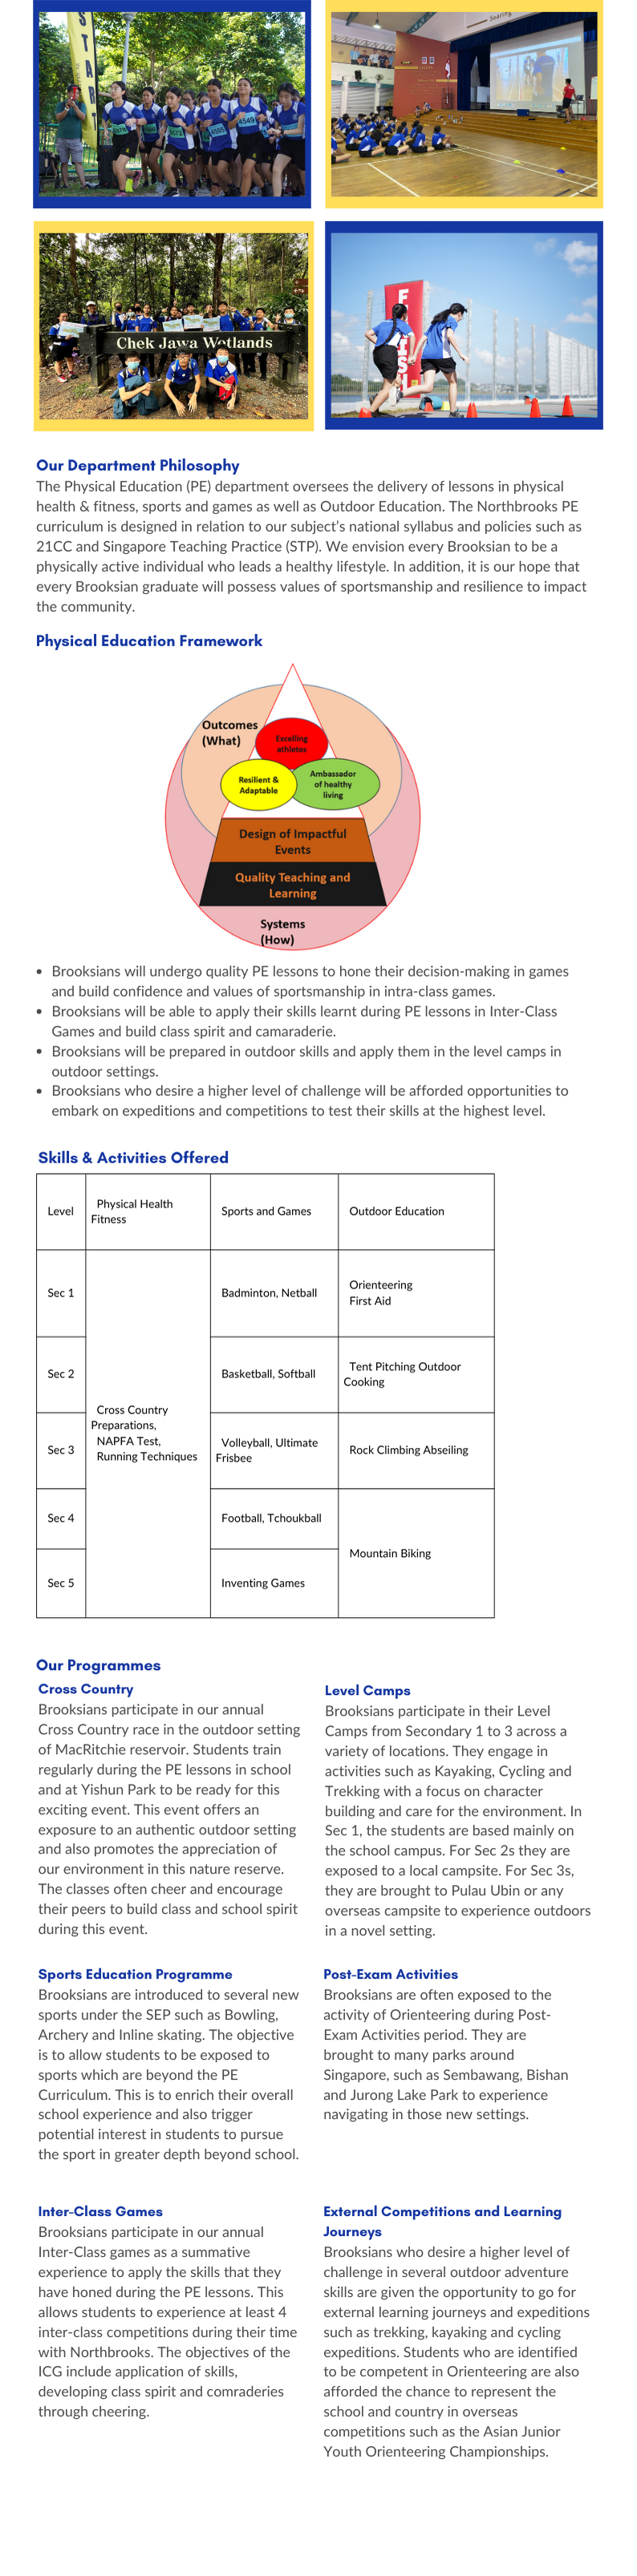 START
4549
4505
Soaring
Chek Jawa Wetlands
Our Department Philosophy
The Physical Education (PE) department oversees the delivery of lessons in physical
health & fitness, sports and games as well as Outdoor Education. The Northbrooks PE
curriculum is designed in relation to our subject's national syllabus and policies such as
21CC and Singapore Teaching Practice (STP). We envision every Brooksian to be a
physically active individual who leads a healthy lifestyle. In addition, it is our hope that
every Brooksian graduate will possess values of sportsmanship and resilience to impact
the community.
Physical Education Framework
Outcomes
(What)
Excelling
athletes
Resilient &
Adaptable
Ambassador
of healthy
living
Design of Impactful
Events
Quality Teaching and
Learning
Systems
(How)
• Brooksians will undergo quality PE lessons to hone their decision-making in games
and build confidence and values of sportsmanship in intra-class games.
• Brooksians will be able to apply their skills learnt during PE lessons in Inter-Class
Games and build class spirit and camaraderie.
• Brooksians will be prepared in outdoor skills and apply them in the level camps in
outdoor settings.
• Brooksians who desire a higher level of challenge will be afforded opportunities to
embark on expeditions and competitions to test their skills at the highest level.
Skills & Activities Offered
Level
Physical Health
Fitness
Sports and Games
Outdoor Education
Sec 1
Badminton, Netball
Orienteering
First Aid
Sec 2
Basketball, Softball
Tent Pitching Outdoor
Cooking
Cross Country
Preparations,
NAPFA Test,
Running Techniques
Sec 3
Volleyball, Ultimate
Frisbee
Rock Climbing Abseiling
Sec 4
Football, Tchoukball
Mountain Biking
Sec 5
Inventing Games
Our Programmes
Cross Country
Brooksians participate in our annual
Cross Country race in the outdoor setting
of MacRitchie reservoir. Students train
regularly during the PE lessons in school
and at Yishun Park to be ready for this
exciting event. This event offers an
exposure to an authentic outdoor setting
and also promotes the appreciation of
our environment in this nature reserve.
The classes often cheer and encourage
their peers to build class and school spirit
during this event.
Level Camps
Brooksians participate in their Level
Camps from Secondary 1 to 3 across a
variety of locations. They engage in
activities such as Kayaking, Cycling and
Trekking with a focus on character
building and care for the environment. In
Sec 1, the students are based mainly on
the school campus. For Sec 2s they are
exposed to a local campsite. For Sec 3s,
they are brought to Pulau Ubin or any
overseas campsite to experience outdoors
in a novel setting.
Sports Education Programme
Brooksians are introduced to several new
sports under the SEP such as Bowling,
Archery and Inline skating. The objective
is to allow students to be exposed to
sports which are beyond the PE
Curriculum. This is to enrich their overall
school experience and also trigger
potential interest in students to pursue
the sport in greater depth beyond school.
Post-Exam Activities
Brooksians are often exposed to the
activity of Orienteering during Post-
Exam Activities period. They are
brought to many parks around
Singapore, such as Sembawang, Bishan
and Jurong Lake Park to experience
navigating in those new settings.
Inter-Class Games
Brooksians participate in our annual
Inter-Class games as a summative
experience to apply the skills that they
have honed during the PE lessons. This
allows students to experience at least 4
inter-class competitions during their time
with Northbrooks. The objectives of the
ICG include application of skills,
developing class spirit and comraderies
through cheering.
External Competitions and Learning
Journeys
Brooksians who desire a higher level of
challenge in several outdoor adventure
skills are given the opportunity to go for
external learning journeys and expeditions
such as trekking, kayaking and cycling
expeditions. Students who are identified
to be competent in Orienteering are also
afforded the chance to represent the
school and country in overseas
competitions such as the Asian Junior
Youth Orienteering Championships.